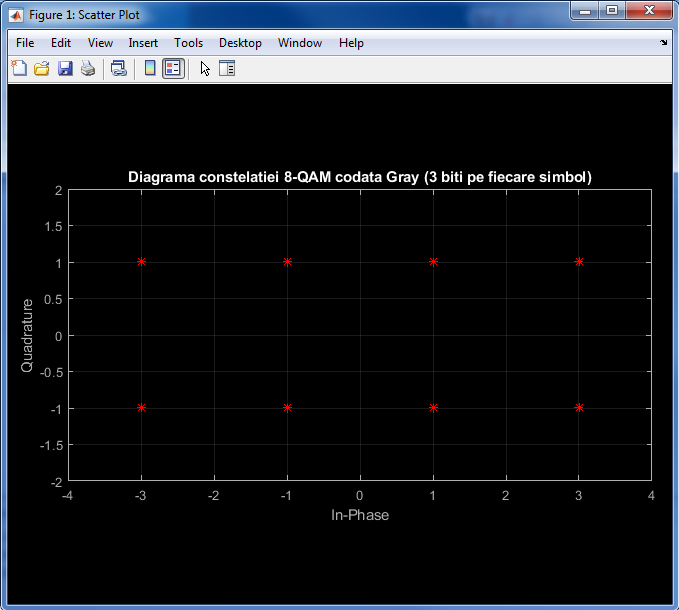 Figure 1: Scatter Plot
File Edit View Insert Tools Desktop Window Help
Diagrama constelatiei 8-QAM codata Gray (3 biti pe fiecare simbol)
2
1.5
1
0.5
0
-0.5
-1
-1.5
-2
Quadrature
-4 -3 -2 -1 0 1 2 3 4
In-Phase